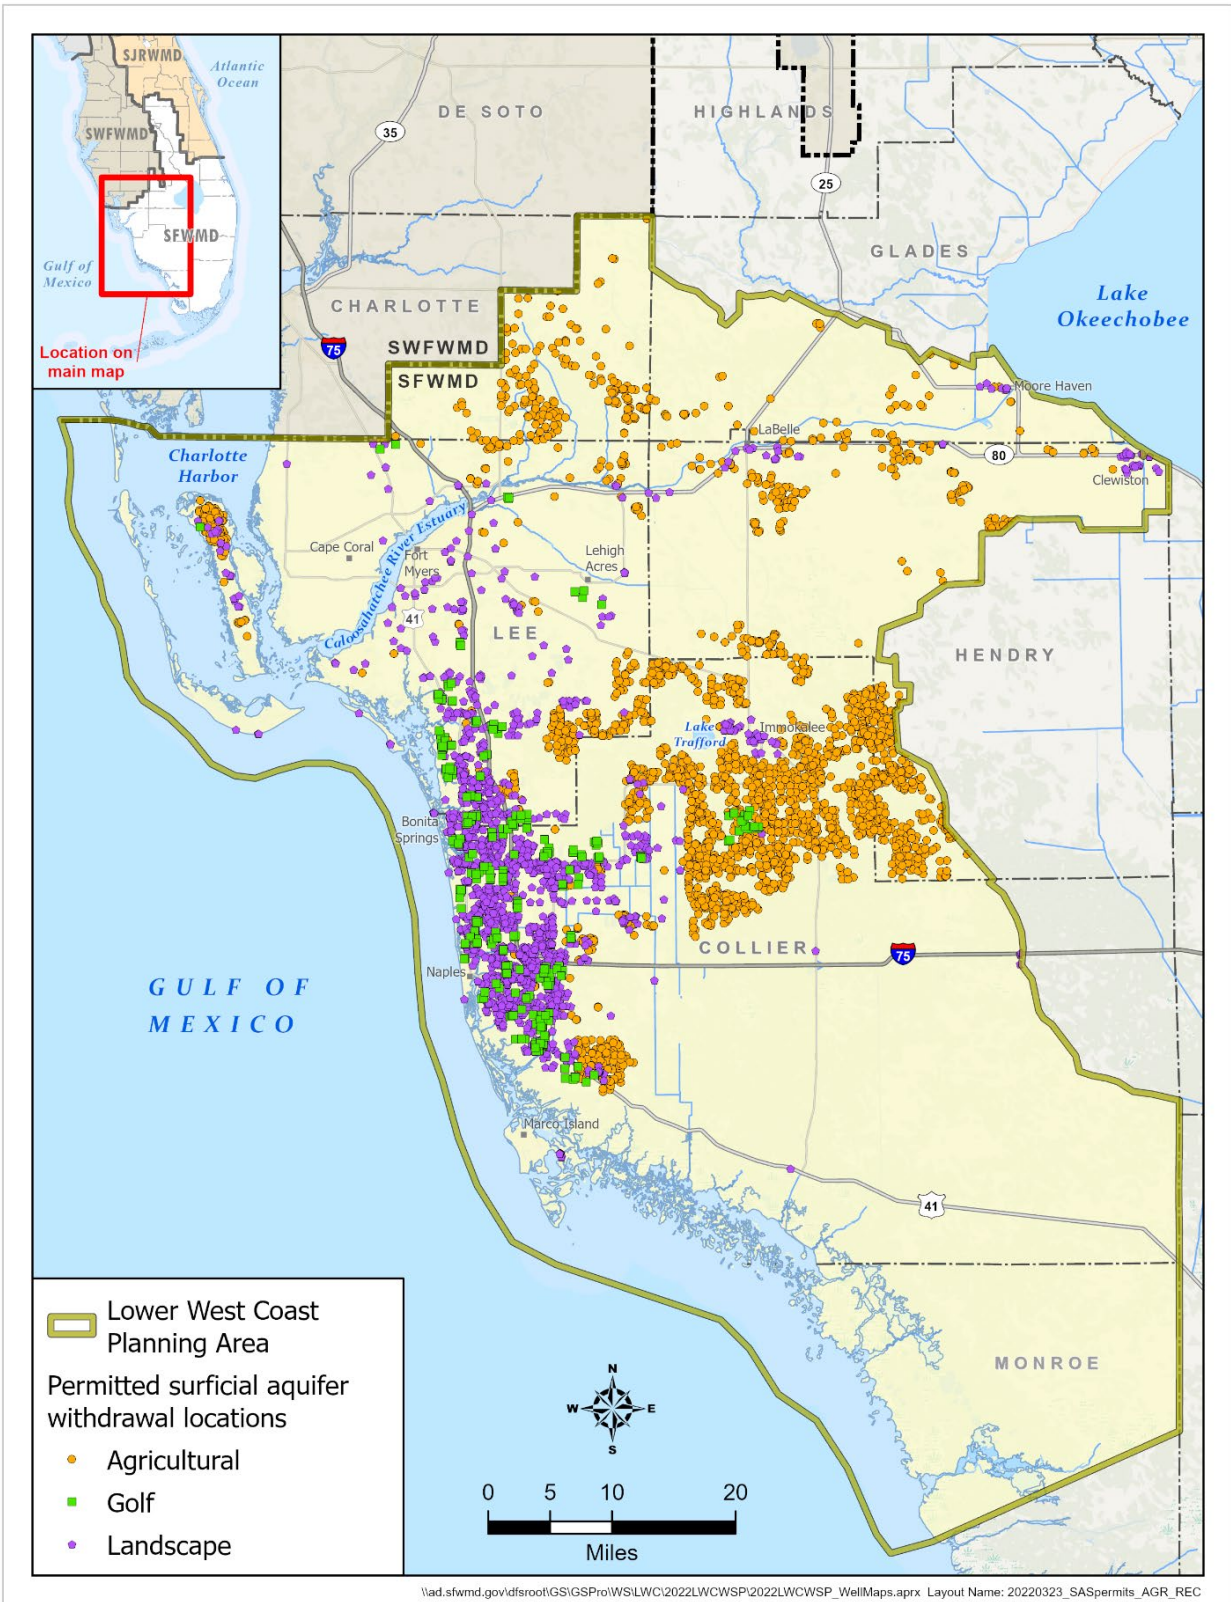 SJRWMD
Atlantic
Ocean
SWFWMD
SFWMD
Gulf of
Mexico
Location on
main map
DE SOTO
HIGHLANDS
35
25
GLADES
CHARLOTTE
Lake
Okeechobee
75
SWFWMD
SFWMD
Moore Haven
LaBelle
80
Clewiston
Charlotte
Harbor
Cape Coral
Fort
Myers
Caloosahatchee River Estuary
Lehigh
Acres
41
LEE
HENDRY
Lake
Trafford
Immokalee
Bonita
Springs
COLLIER
75
Naples
GULF OF
MEXICO
Marco Island
41
MONROE
Lower West Coast
Planning Area
Permitted surficial aquifer
withdrawal locations
Agricultural
Golf
Landscape
N
W E
S
0 5 10 20
Miles
\\ad.sfwmd.gov\dfsroot\GS\GSPro\WS\LWC\2022LWCWSP\2022LWCWSP_WellMaps.aprx Layout Name: 20220323_SASpermits_AGR_REC